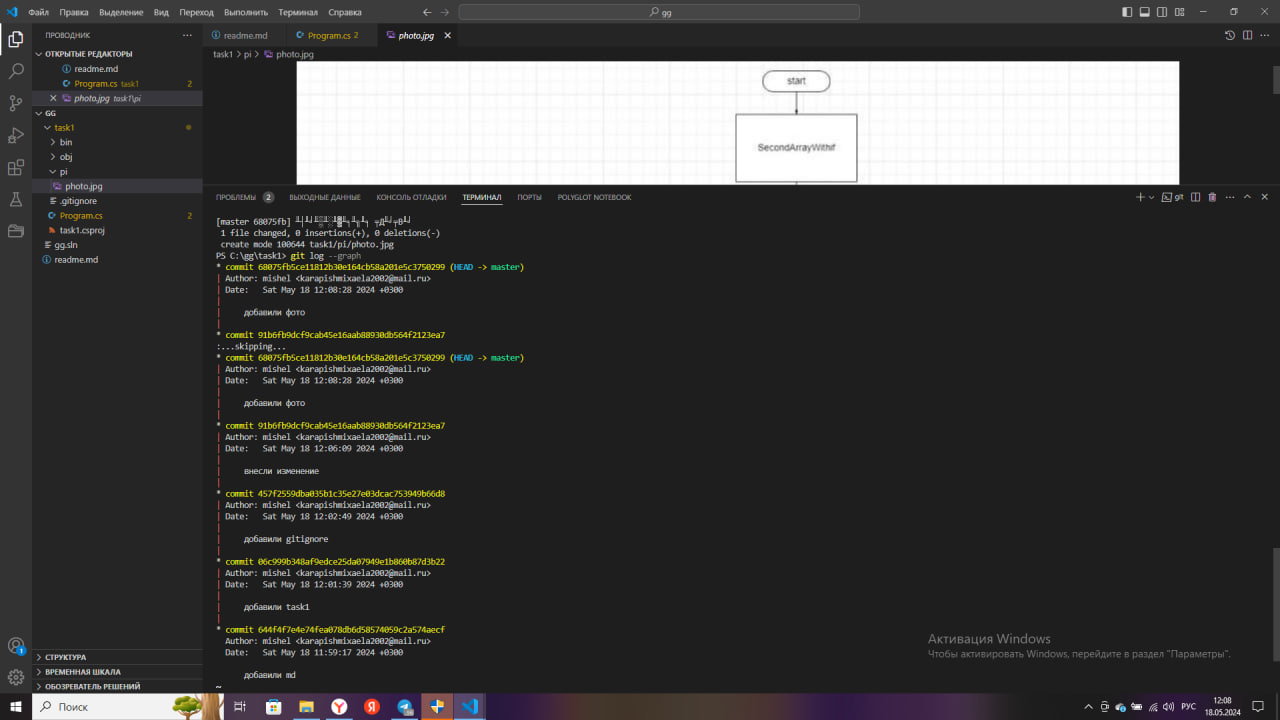 Файл Правка Выделение Вид Переход Выполнить Терминал Справка
gg
ПРОВОДНИК
ОТКРЫТЫЕ РЕДАКТОРЫ
readme.md
Program.cs task1 2
photo.jpg task1\pi
GG
task1
bin
obj
pi
photo.jpg
.gitignore
Program.cs 2
task1.csproj
gg.sln
readme.md
СТРУКТУРА
ВРЕМЕННАЯ ШКАЛА
ОБОЗРЕВАТЕЛЬ РЕШЕНИЙ
readme.md Program.cs 2 photo.jpg
task1 > pi > photo.jpg
start
SecondArrayWithif
ПРОБЛЕМЫ 2 ВЫХОДНЫЕ ДАННЫЕ КОНСОЛЬ ОТЛАДКИ ТЕРМИНАЛ ПОРТЫ POLYGLOT NOTEBOOK
git
[master 68075fb]
1 file changed, 0 insertions(+), 0 deletions(-)
create mode 100644 task1/pi/photo.jpg
PS C:\gg\task1> git log --graph
* commit 68075fb5ce11812b30e164cb58a201e5c3750299 (HEAD -> master)
| Author: mishel <karapishmixaela2002@mail.ru>
| Date: Sat May 18 12:08:28 2024 +0300
|
| добавили фото
|
* commit 91b6fb9dcf9cab45e16aab88930db564f2123ea7
:...skipping...
* commit 68075fb5ce11812b30e164cb58a201e5c3750299 (HEAD -> master)
| Author: mishel <karapishmixaela2002@mail.ru>
| Date: Sat May 18 12:08:28 2024 +0300
|
| добавили фото
|
* commit 91b6fb9dcf9cab45e16aab88930db564f2123ea7
| Author: mishel <karapishmixaela2002@mail.ru>
| Date: Sat May 18 12:06:09 2024 +0300
|
| внесли изменение
|
* commit 457f2559dba035b1c35e27e03dcac753949b66d8
| Author: mishel <karapishmixaela2002@mail.ru>
| Date: Sat May 18 12:02:49 2024 +0300
|
| добавили gitignore
|
* commit 06c999b348af9edce25da07949e1b860b87d3b22
| Author: mishel <karapishmixaela2002@mail.ru>
| Date: Sat May 18 12:01:39 2024 +0300
|
| добавили task1
|
* commit 644f4f7e4e74fea078db6d58574059c2a574aecf
Author: mishel <karapishmixaela2002@mail.ru>
Date: Sat May 18 11:59:17 2024 +0300
добавили md
~
Активация Windows
Чтобы активировать Windows, перейдите в раздел "Параметры".
1
Поиск
РУС
12:08
18.05.2024